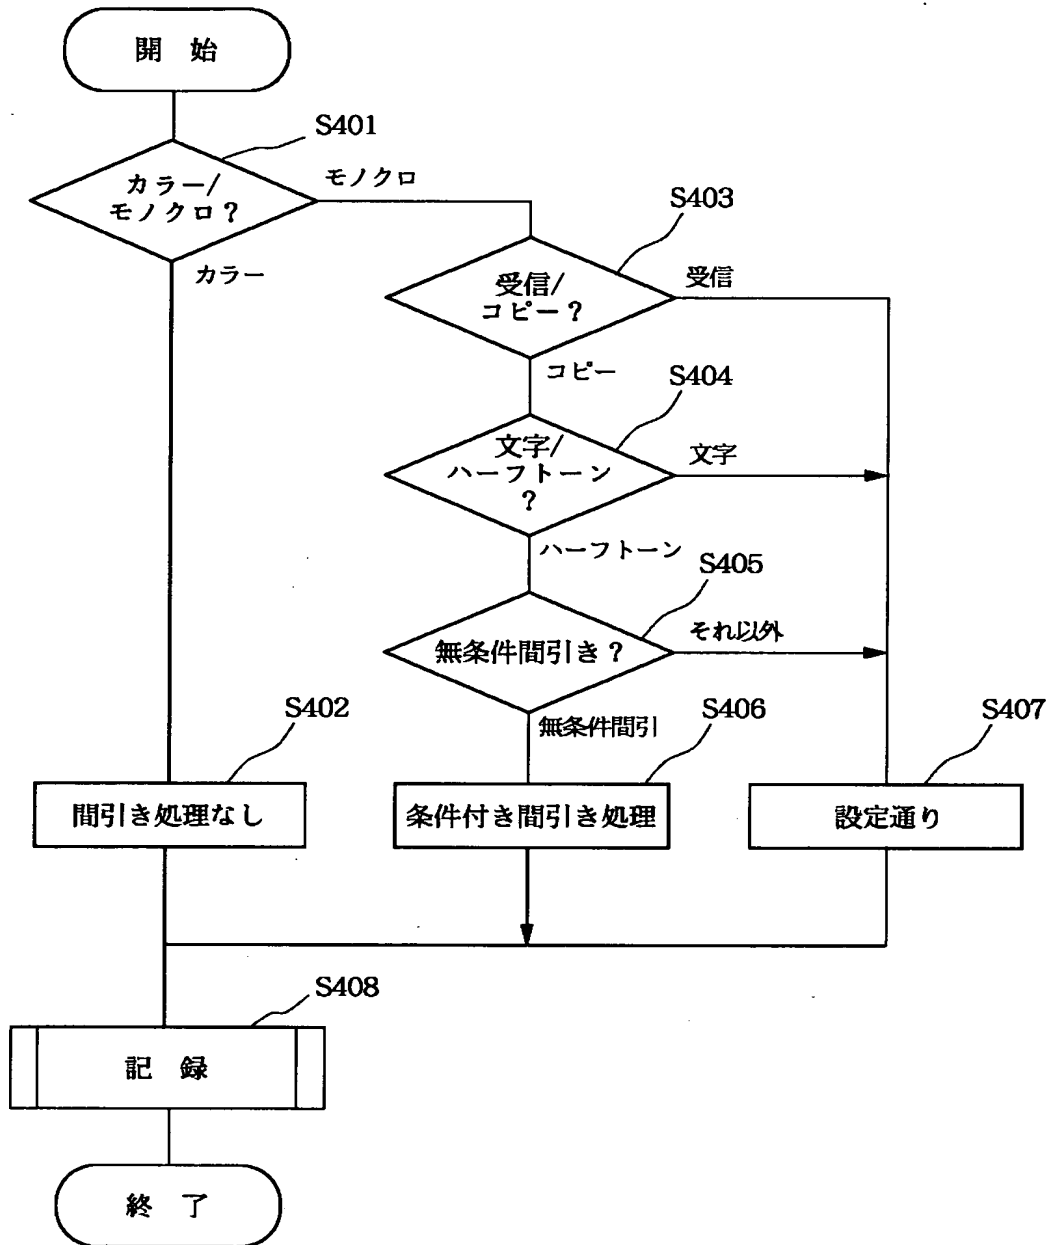 開 始
S401
カラー/
モノクロ?
モノクロ
カラー
S403
受信/
コピー?
受信
コピー
S404
文字/
ハーフトーン
?
文字
ハーフトーン
S405
無条件間引き?
それ以外
無条件間引
S402
間引き処理なし
S406
条件付き間引き処理
S407
設定通り
S408
記 録
終 了